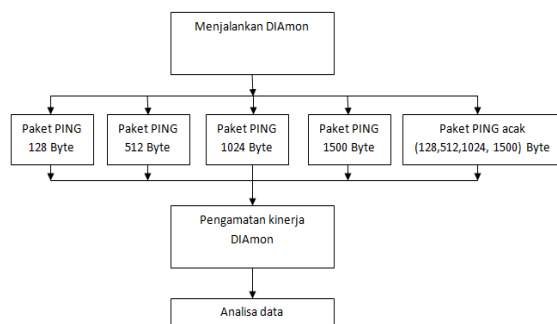 Menjalankan DIAmon
Paket PING
128 Byte
Paket PING
512 Byte
Paket PING
1024 Byte
Paket PING
1500 Byte
Paket PING acak
(128,512,1024, 1500) Byte
Pengamatan kinerja
DIAmon
Analisa data